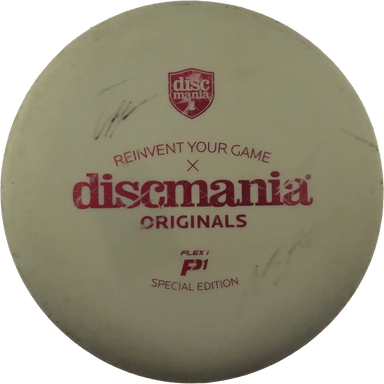 disc
mania
REINVENT YOUR GAME
X
discmania®
ORIGINALS
FLEX 1
P1
SPECIAL EDITION